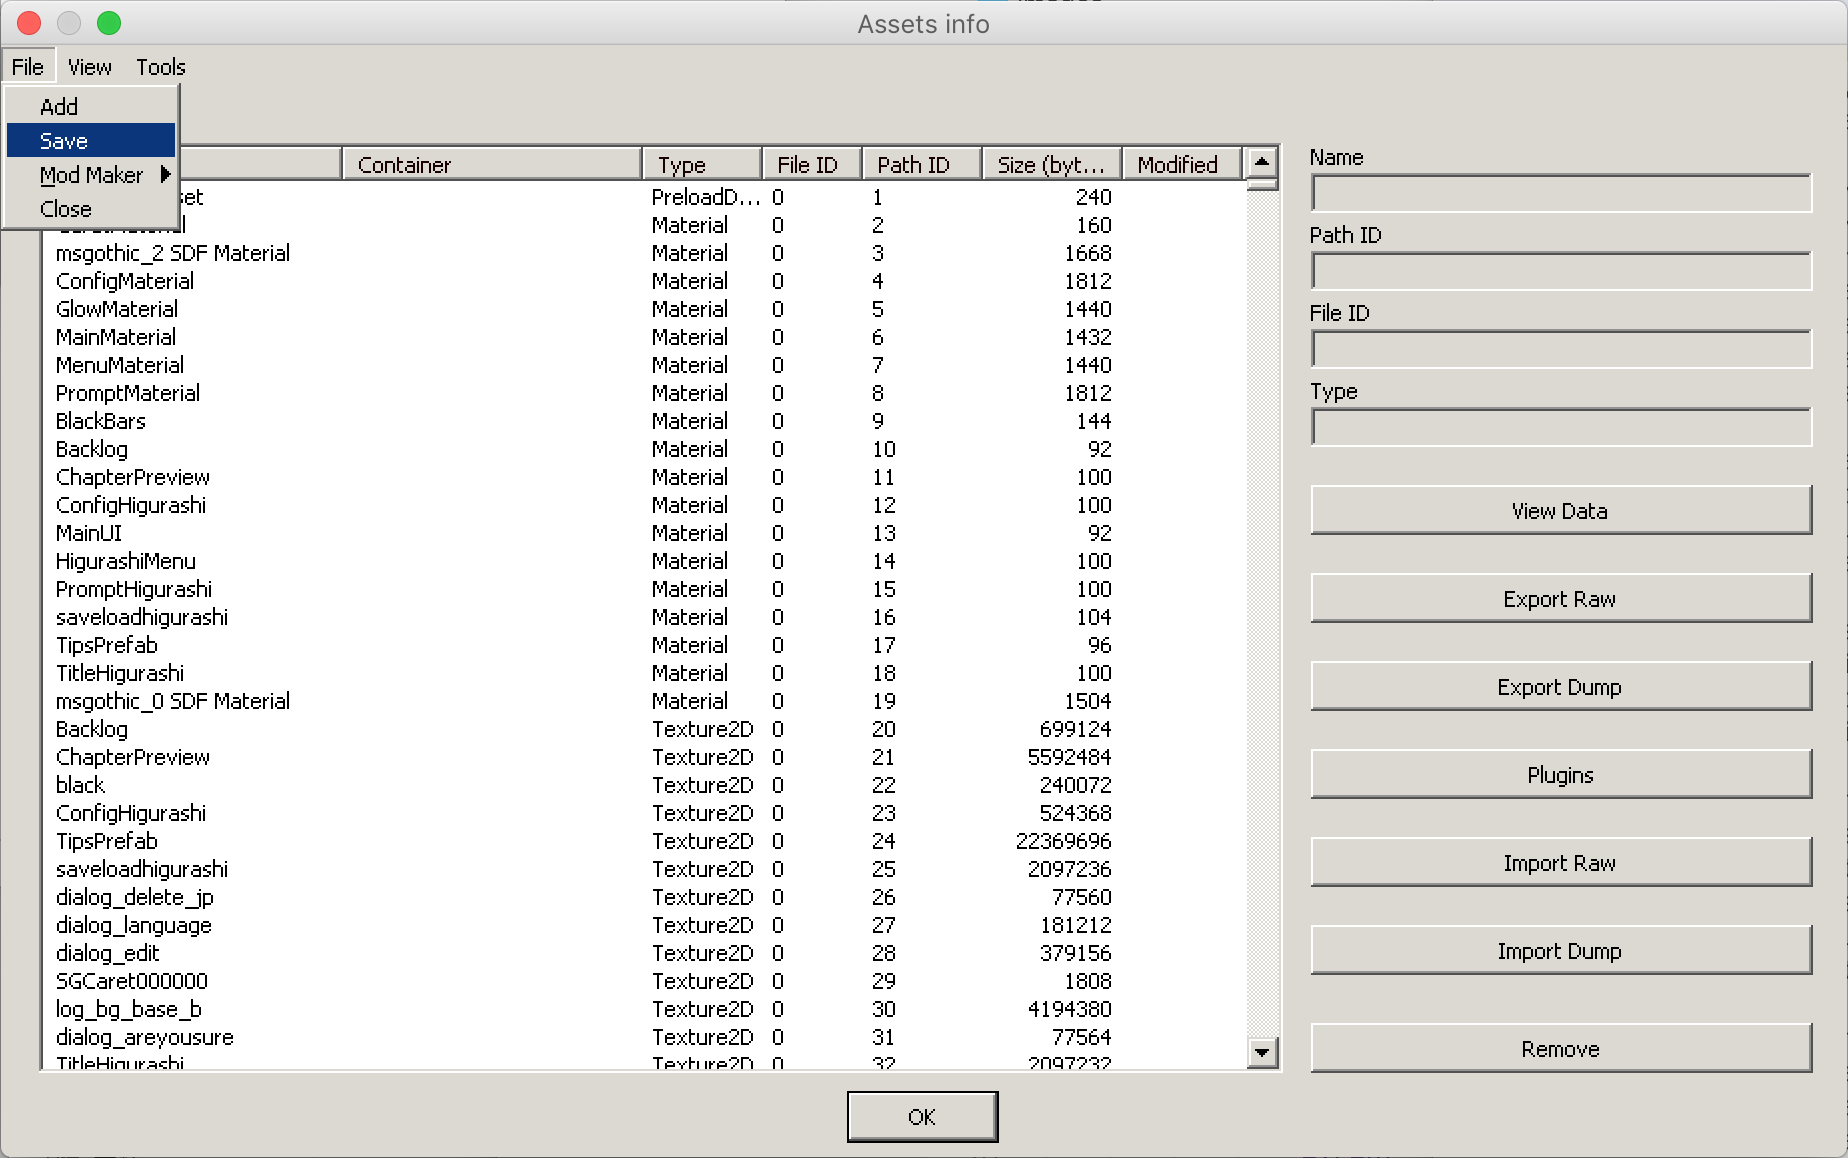 Assets info
File View Tools
Add
Save
Mod Maker
Close
Container Type File ID Path ID Size (byt... Modified
set PreloadD... 0 1 240
Material 0 2 160
msgothic_2 SDF Material Material 0 3 1668
ConfigMaterial Material 0 4 1812
GlowMaterial Material 0 5 1440
MainMaterial Material 0 6 1432
MenuMaterial Material 0 7 1440
PromptMaterial Material 0 8 1812
BlackBars Material 0 9 144
Backlog Material 0 10 92
ChapterPreview Material 0 11 100
ConfigHigurashi Material 0 12 100
MainUI Material 0 13 92
HigurashiMenu Material 0 14 100
PromptHigurashi Material 0 15 100
saveloadhigurashi Material 0 16 104
TipsPrefab Material 0 17 96
TitleHigurashi Material 0 18 100
msgothic_0 SDF Material Material 0 19 1504
Backlog Texture2D 0 20 699124
ChapterPreview Texture2D 0 21 5592484
black Texture2D 0 22 240072
ConfigHigurashi Texture2D 0 23 524368
TipsPrefab Texture2D 0 24 22369696
saveloadhigurashi Texture2D 0 25 2097236
dialog_delete_jp Texture2D 0 26 77560
dialog_language Texture2D 0 27 181212
dialog_edit Texture2D 0 28 379156
SGCaret000000 Texture2D 0 29 1808
log_bg_base_b Texture2D 0 30 4194380
dialog_areyousure Texture2D 0 31 77564
TitleHigurashi Texture2D 0 32 2097232
Name
Path ID
File ID
Type
View Data
Export Raw
Export Dump
Plugins
Import Raw
Import Dump
Remove
OK